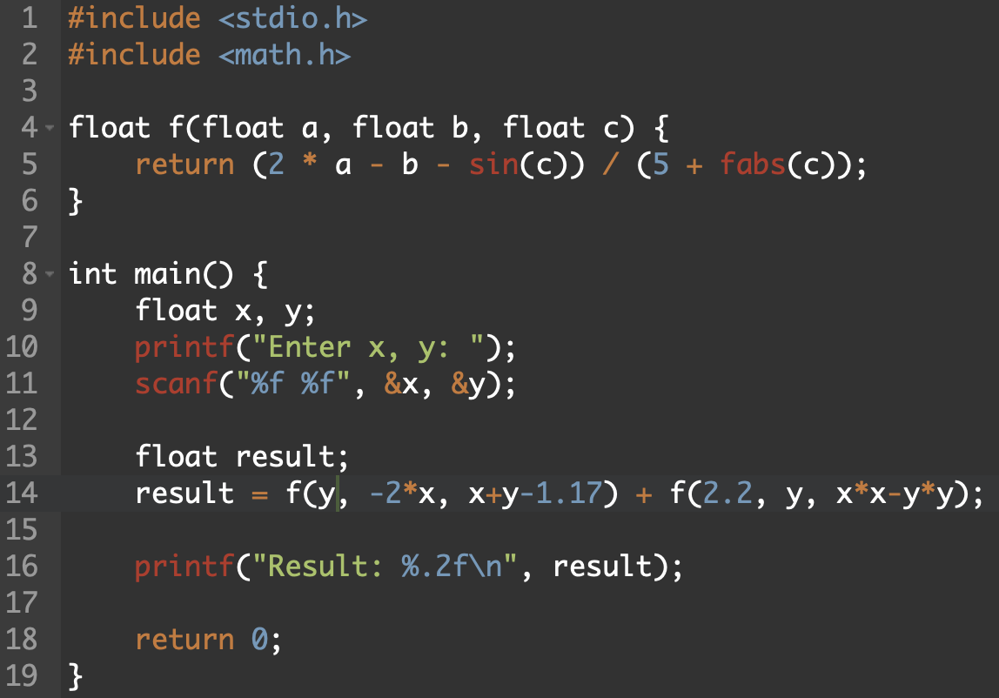 1 #include <stdio.h>
2 #include <math.h>
3
4 float f(float a, float b, float c) {
5     return (2 * a - b - sin(c)) / (5 + fabs(c));
6 }
7
8 int main() {
9     float x, y;
10     printf("Enter x, y: ");
11     scanf("%f %f", &x, &y);
12
13     float result;
14     result = f(y, -2*x, x+y-1.17) + f(2.2, y, x*x-y*y);
15
16     printf("Result: %.2f\n", result);
17
18     return 0;
19 }